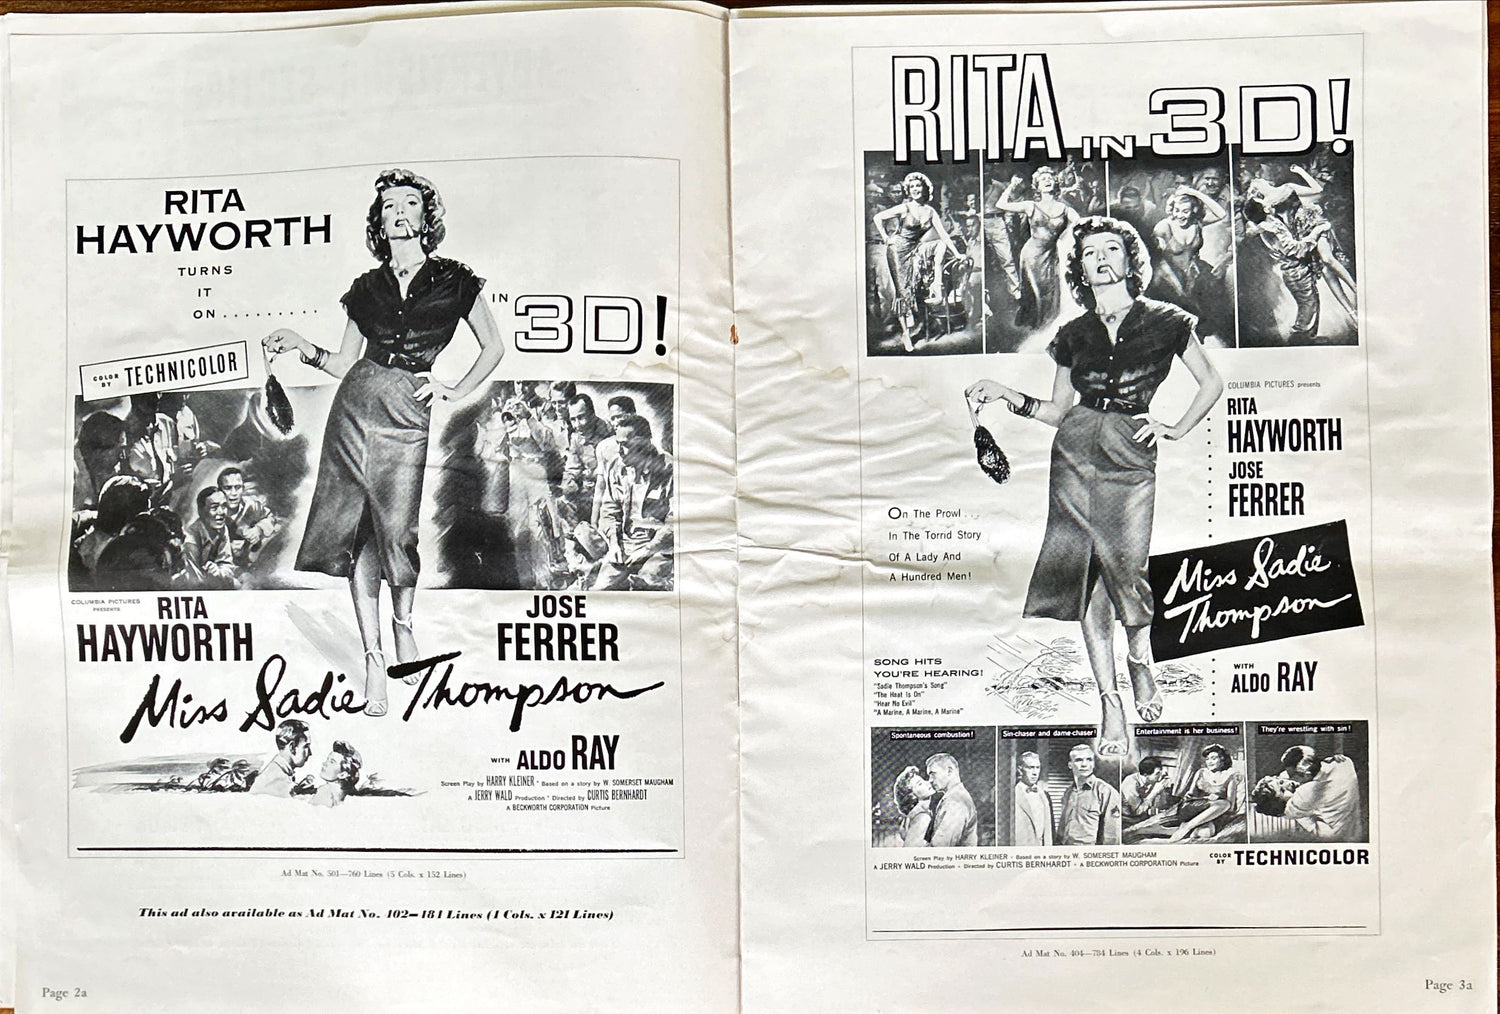 RITA
HAYWORTH
TURNS
IT
ON.........
IN 3D!
COLOR BY TECHNICOLOR
COLUMBIA PICTURES
PRESENTS
RITA
HAYWORTH
JOSE
FERRER
Miss Sadie Thompson
WITH ALDO RAY
Screen Play by HARRY KLEINER · Based on a story by W. SOMERSET MAUGHAM
A JERRY WALD Production · Directed by CURTIS BERNHARDT
A BECKWORTH CORPORATION Picture
Ad Mat No. 501—760 Lines (5 Cols. x 152 Lines)
This ad also available as Ad Mat No. 402—484 Lines (4 Cols. x 121 Lines)
Page 2a
RITA IN 3D!
COLUMBIA PICTURES presents
RITA
HAYWORTH
JOSE
FERRER
On The Prowl . . .
In The Torrid Story
Of A Lady And
A Hundred Men!
Miss Sadie
Thompson
WITH
ALDO RAY
SONG HITS
YOU'RE HEARING!
"Sadie Thompson's Song"
"The Heat Is On"
"Hear No Evil"
"A Marine, A Marine, A Marine"
Spontaneous combustion!
Sin-chaser and dame-chaser!
Entertainment is her business!
They're wrestling with sin!
Screen Play by HARRY KLEINER · Based on a story by W. SOMERSET MAUGHAM
A JERRY WALD Production · Directed by CURTIS BERNHARDT · A BECKWORTH CORPORATION Picture
COLOR BY TECHNICOLOR
Ad Mat No. 404—784 Lines (4 Cols. x 196 Lines)
Page 3a